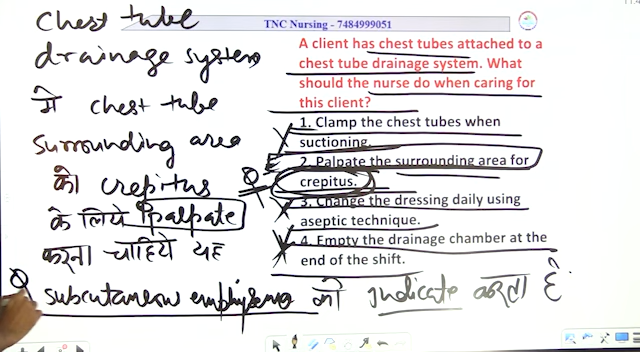 chest tube
drainage system
मे chest tube
surrounding area
को crepitus
के लिये palpate
करना चाहिये यह
subcutaneous emphysema को indicate करता है
TNC Nursing - 7484999051
A client has chest tubes attached to a
chest tube drainage system. What
should the nurse do when caring for
this client?
1. Clamp the chest tubes when
suctioning.
2. Palpate the surrounding area for
crepitus.
3. Change the dressing daily using
aseptic technique.
4. Empty the drainage chamber at the
end of the shift.